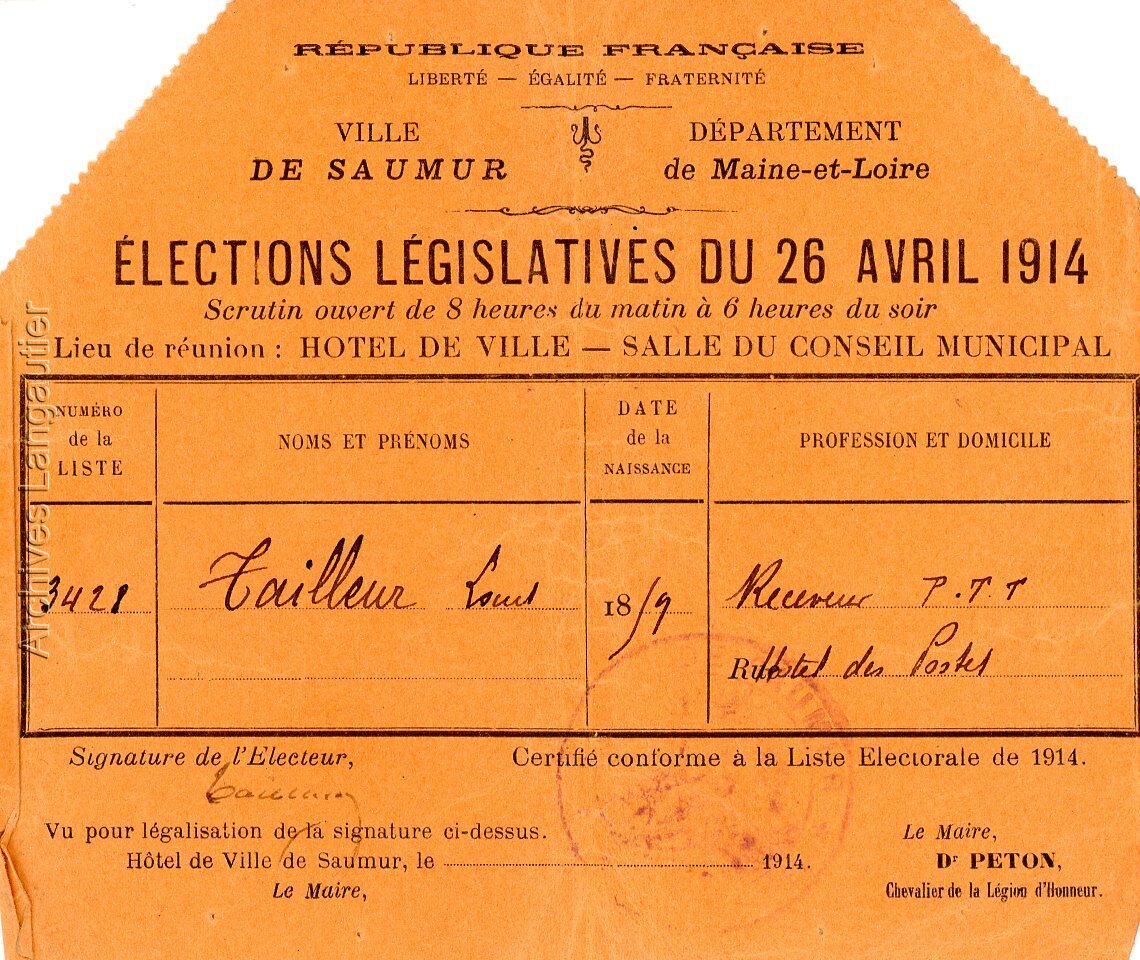 RÉPUBLIQUE FRANÇAISE
LIBERTÉ — ÉGALITÉ — FRATERNITÉ
VILLE
DE SAUMUR
DÉPARTEMENT
de Maine-et-Loire
ÉLECTIONS LÉGISLATIVES DU 26 AVRIL 1914
Scrutin ouvert de 8 heures du matin à 6 heures du soir
Lieu de réunion : HOTEL DE VILLE — SALLE DU CONSEIL MUNICIPAL
NUMÉRO
de la
LISTE
NOMS ET PRÉNOMS
DATE
de la
NAISSANCE
PROFESSION ET DOMICILE
3421
Tailleur Louis
18
Receveur P.T.T
Rue Hotel des Postes
Signature de l'Electeur,
Certifié conforme à la Liste Electorale de 1914.
Vu pour légalisation de la signature ci-dessus.
Hôtel de Ville de Saumur, le 1914.
Le Maire,
Le Maire,
Dr PETON,
Chevalier de la Légion d'Honneur.
Archives Langautier